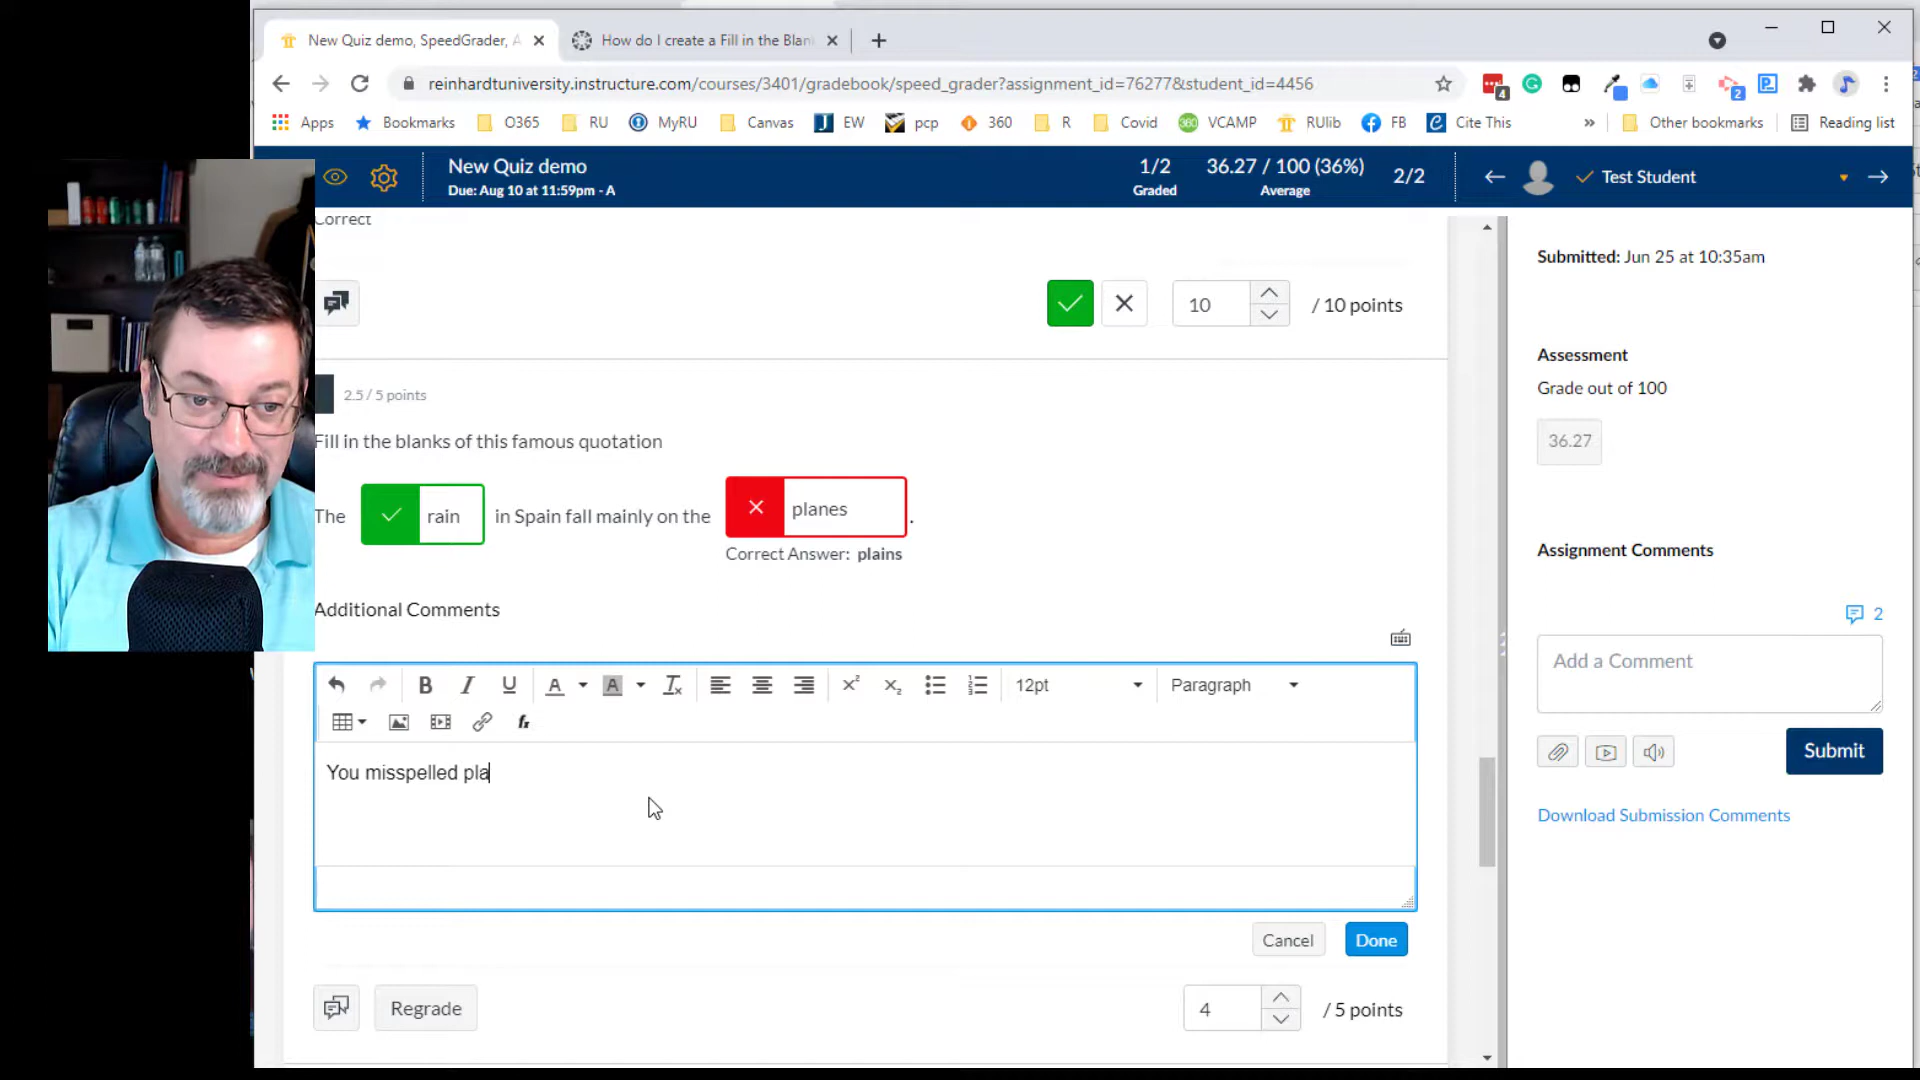 New Quiz demo, SpeedGrader, A
How do I create a Fill in the Blan
reinhardtuniversity.instructure.com/courses/3401/gradebook/speed_grader?assignment_id=76277&student_id=4456
4
2
Apps
Bookmarks
O365
RU
MyRU
Canvas
EW
pcp
360
R
Covid
VCAMP
RUlib
FB
Cite This
»
Other bookmarks
Reading list
New Quiz demo
Due: Aug 10 at 11:59pm - A
1/2
Graded
36.27 / 100 (36%)
Average
2/2
Test Student
Correct
10
/ 10 points
2.5 / 5 points
Fill in the blanks of this famous quotation
The rain in Spain fall mainly on the planes .
Correct Answer: plains
Additional Comments
12pt
Paragraph
You misspelled pla
Cancel
Done
Regrade
4
/ 5 points
Submitted: Jun 25 at 10:35am
Assessment
Grade out of 100
36.27
Assignment Comments
2
Add a Comment
Submit
Download Submission Comments